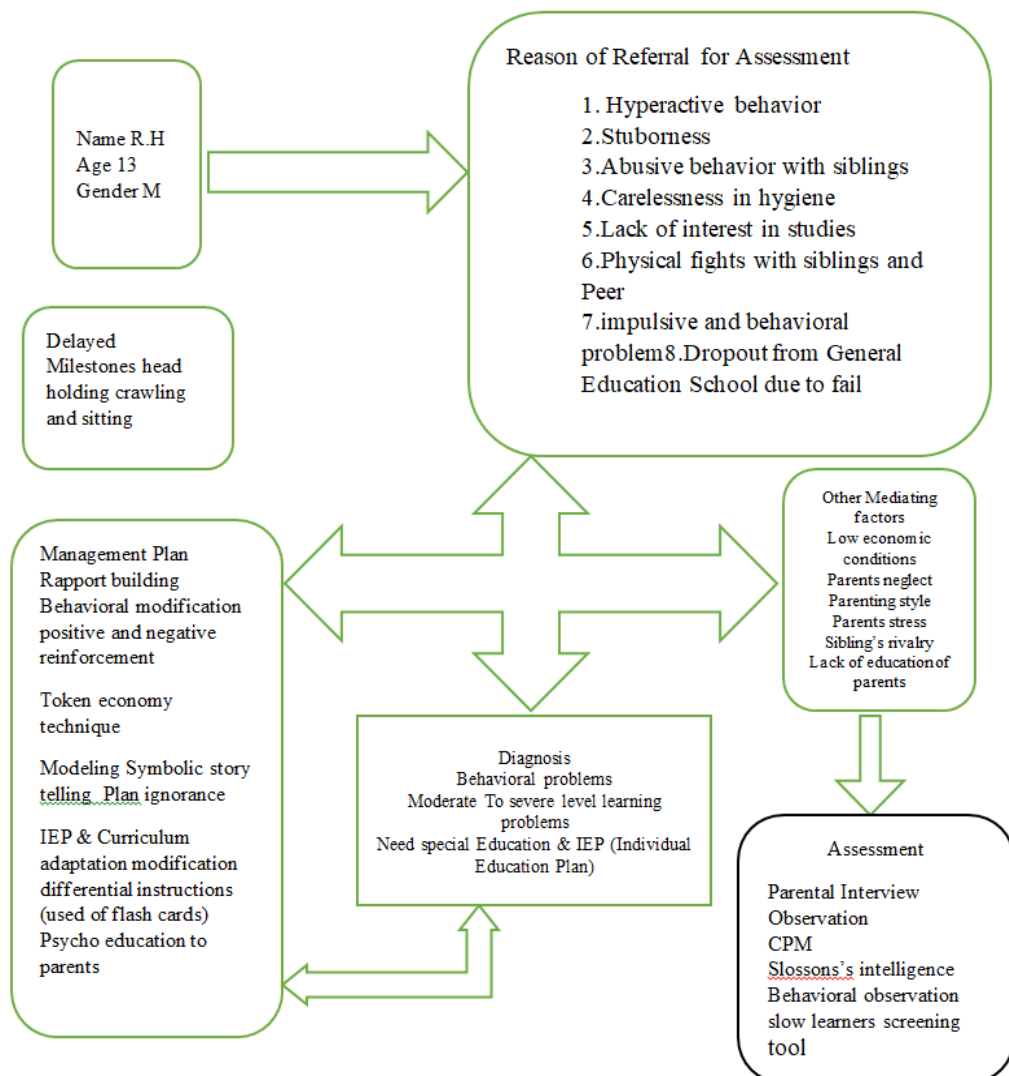 Name R.H
Age 13
Gender M
Reason of Referral for Assessment
1. Hyperactive behavior
2.Stuborness
3.Abusive behavior with siblings
4.Carelessness in hygiene
5.Lack of interest in studies
6.Physical fights with siblings and
Peer
7.impulsive and behavioral
problem8.Dropout from General
Education School due to fail
Delayed
Milestones head
holding crawling
and sitting
Other Mediating
factors
Low economic
conditions
Parents neglect
Parenting style
Parents stress
Sibling’s rivalry
Lack of education of
parents
Management Plan
Rapport building
Behavioral modification
positive and negative
reinforcement
Token economy
technique
Modeling Symbolic story
telling Plan ignorance
IEP & Curriculum
adaptation modification
differential instructions
(used of flash cards)
Psycho education to
parents
Diagnosis
Behavioral problems
Moderate To severe level learning
problems
Need special Education & IEP (Individual
Education Plan)
Assessment
Parental Interview
Observation
CPM
Slossons’s intelligence
Behavioral observation
slow learners screening
tool